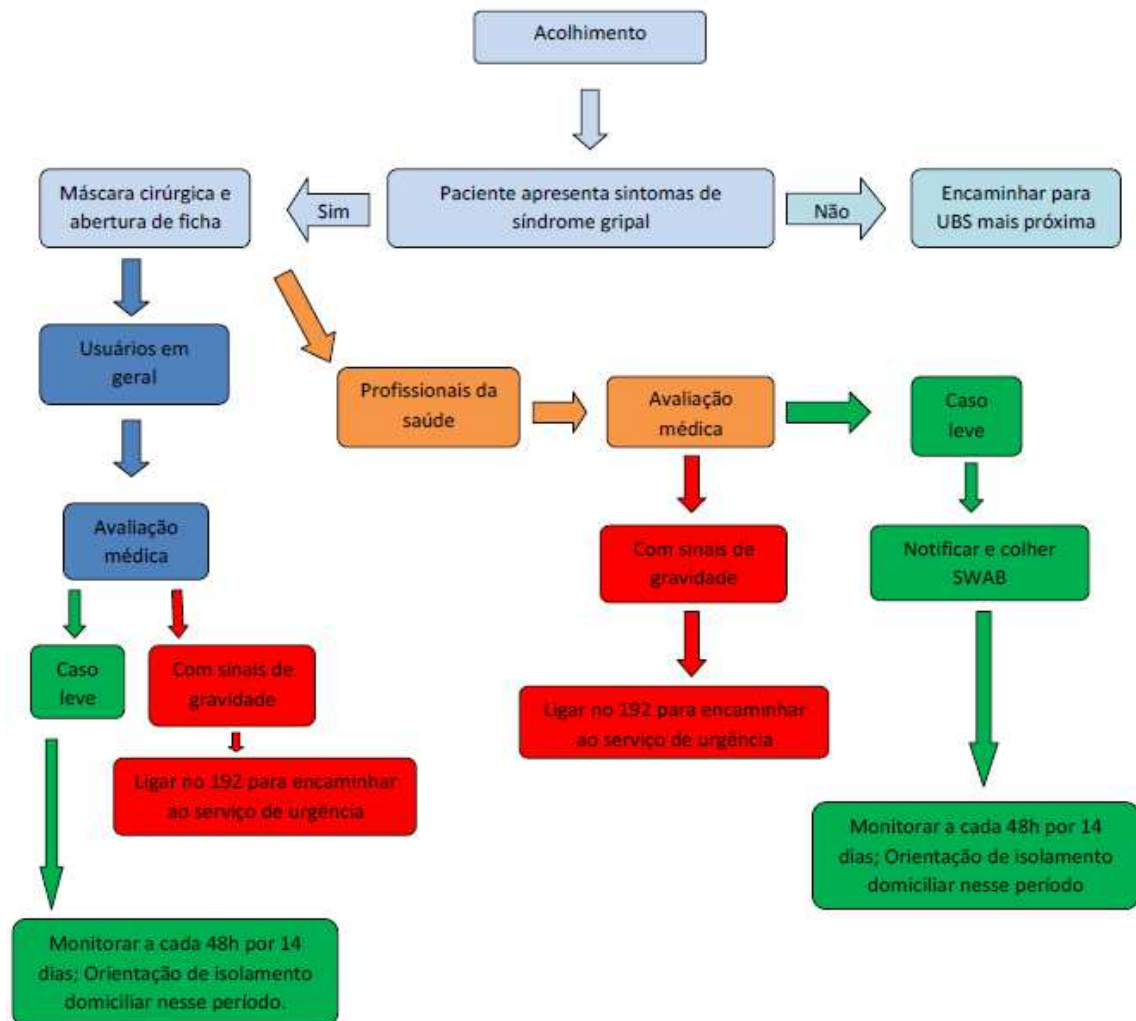 Acolhimento
Máscara cirúrgica e
abertura de ficha
Sim
Paciente apresenta sintomas de
síndrome gripal
Não
Encaminhar para
UBS mais próxima
Usuários em
geral
Profissionais da
saúde
Avaliação
médica
Caso
leve
Avaliação
médica
Com sinais de
gravidade
Notificar e colher
SWAB
Caso
leve
Com sinais de
gravidade
Ligar no 192 para encaminhar
ao serviço de urgência
Ligar no 192 para encaminhar
ao serviço de urgência
Monitorar a cada 48h por 14
dias; Orientação de isolamento
domiciliar nesse período
Monitorar a cada 48h por 14
dias; Orientação de isolamento
domiciliar nesse período.